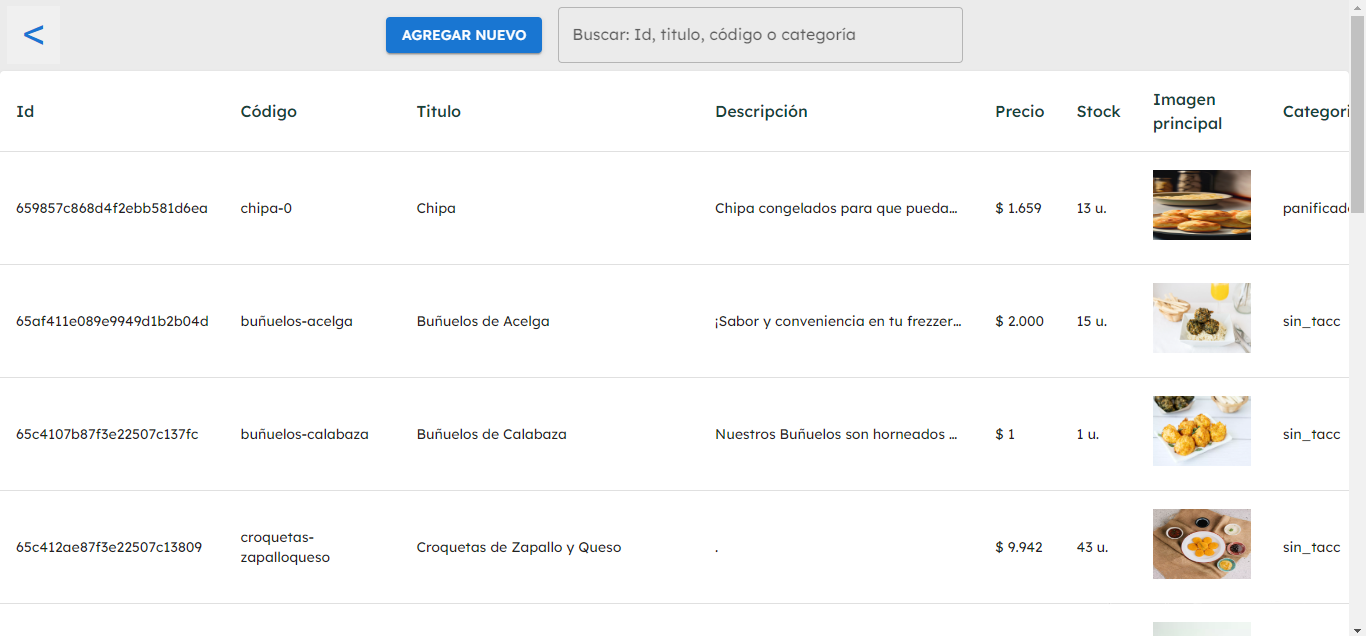 <
AGREGAR NUEVO
Buscar: Id, titulo, código o categoría
Id Código Titulo Descripción Precio Stock Imagen principal Categori
659857c868d4f2ebb581d6ea chipa-0 Chipa Chipa congelados para que pueda... $ 1.659 13 u. panificado
65af411e089e9949d1b2b04d buñuelos-acelga Buñuelos de Acelga ¡Sabor y conveniencia en tu frezzer... $ 2.000 15 u. sin_tacc
65c4107b87f3e22507c137fc buñuelos-calabaza Buñuelos de Calabaza Nuestros Buñuelos son horneados ... $ 1 1 u. sin_tacc
65c412ae87f3e22507c13809 croquetas-zapalloqueso Croquetas de Zapallo y Queso . $ 9.942 43 u. sin_tacc